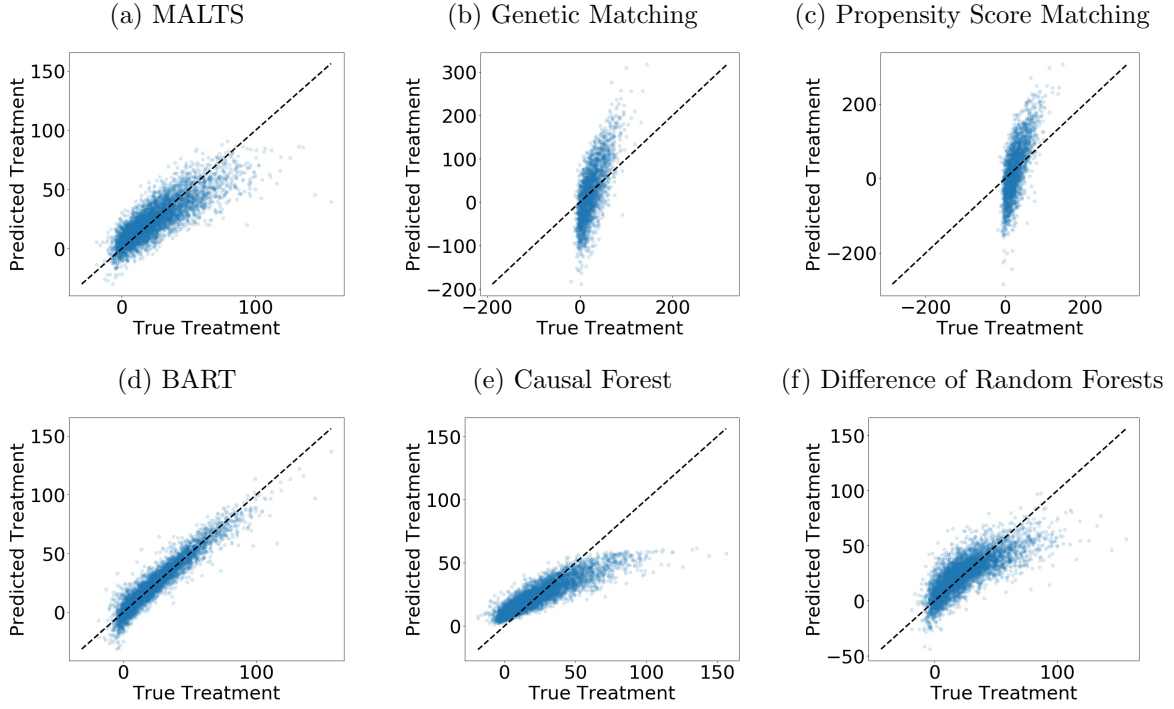 (a) MALTS
(b) Genetic Matching
(c) Propensity Score Matching
Predicted Treatment
150
100
50
0
0
100
True Treatment
Predicted Treatment
300
200
100
0
−100
−200
−200
0
200
True Treatment
Predicted Treatment
200
0
−200
−200
0
200
True Treatment
(d) BART
(e) Causal Forest
(f) Difference of Random Forests
Predicted Treatment
150
100
50
0
0
100
True Treatment
Predicted Treatment
150
100
50
0
0
50
100
150
True Treatment
Predicted Treatment
150
100
50
0
−50
0
100
True Treatment